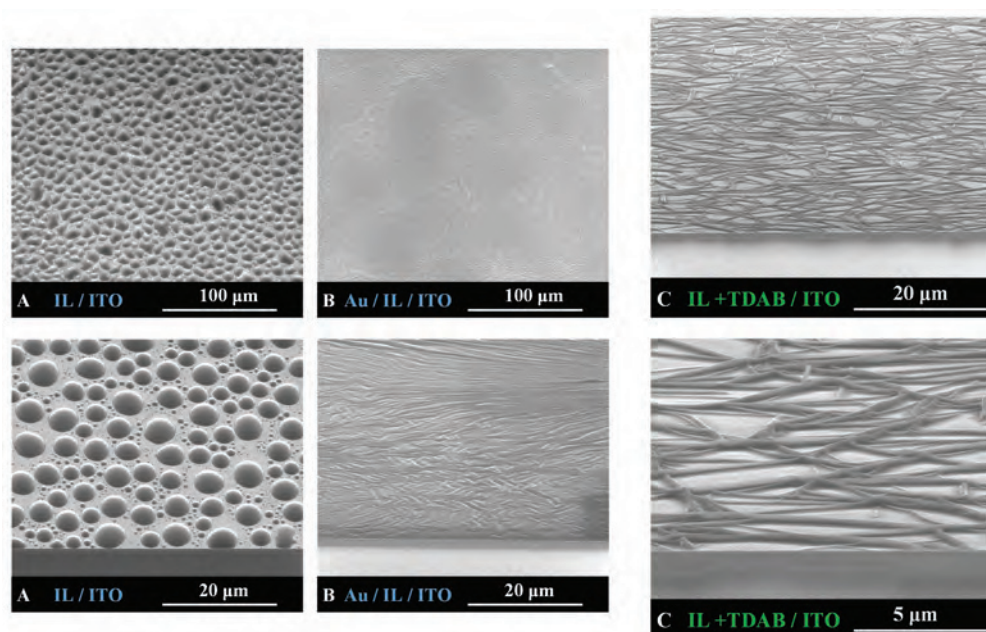 A IL / ITO 100 µm
B Au / IL / ITO 100 µm
C IL +TDAB / ITO 20 µm
A IL / ITO 20 µm
B Au / IL / ITO 20 µm
C IL +TDAB / ITO 5 µm